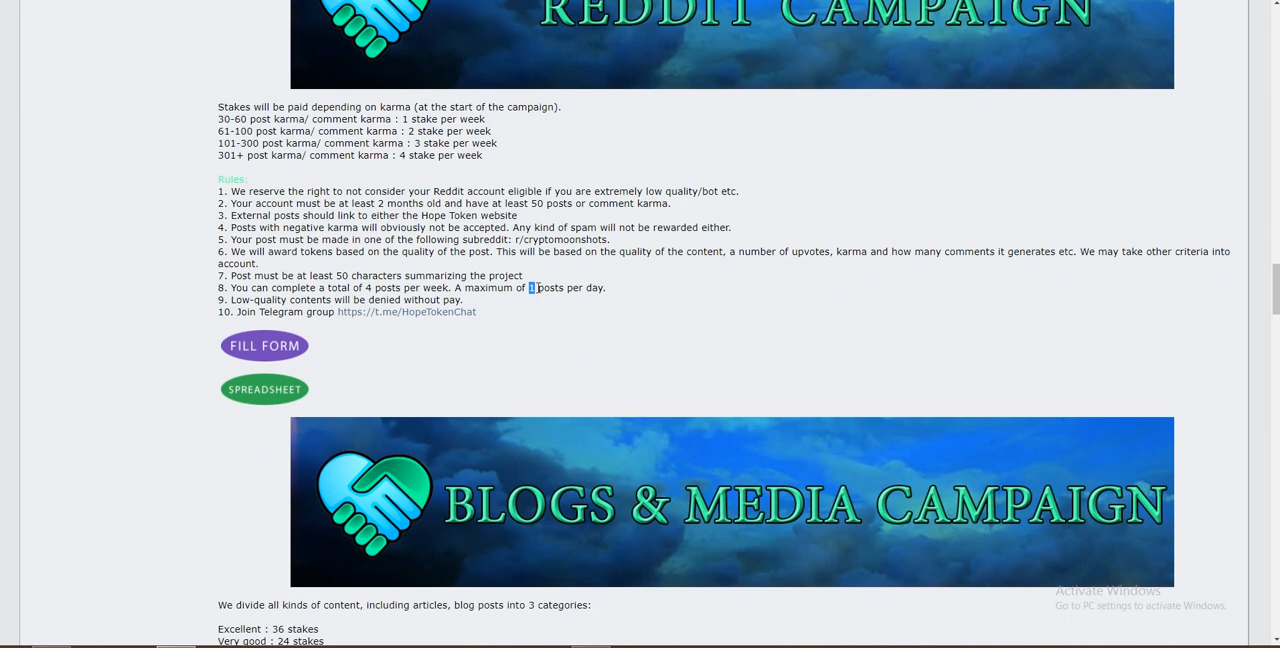 REDDIT CAMPAIGN
Stakes will be paid depending on karma (at the start of the campaign).
30-60 post karma/ comment karma : 1 stake per week
61-100 post karma/ comment karma : 2 stake per week
101-300 post karma/ comment karma : 3 stake per week
301+ post karma/ comment karma : 4 stake per week
Rules:
1. We reserve the right to not consider your Reddit account eligible if you are extremely low quality/bot etc.
2. Your account must be at least 2 months old and have at least 50 posts or comment karma.
3. External posts should link to either the Hope Token website
4. Posts with negative karma will obviously not be accepted. Any kind of spam will not be rewarded either.
5. Your post must be made in one of the following subreddit: r/cryptomoonshots.
6. We will award tokens based on the quality of the post. This will be based on the quality of the content, a number of upvotes, karma and how many comments it generates etc. We may take other criteria into
account.
7. Post must be at least 50 characters summarizing the project
8. You can complete a total of 4 posts per week. A maximum of 1 posts per day.
9. Low-quality contents will be denied without pay.
10. Join Telegram group https://t.me/HopeTokenChat
FILL FORM
SPREADSHEET
BLOGS & MEDIA CAMPAIGN
Activate Windows
Go to PC settings to activate Windows.
We divide all kinds of content, including articles, blog posts into 3 categories:
Excellent : 36 stakes
Very good : 24 stakes